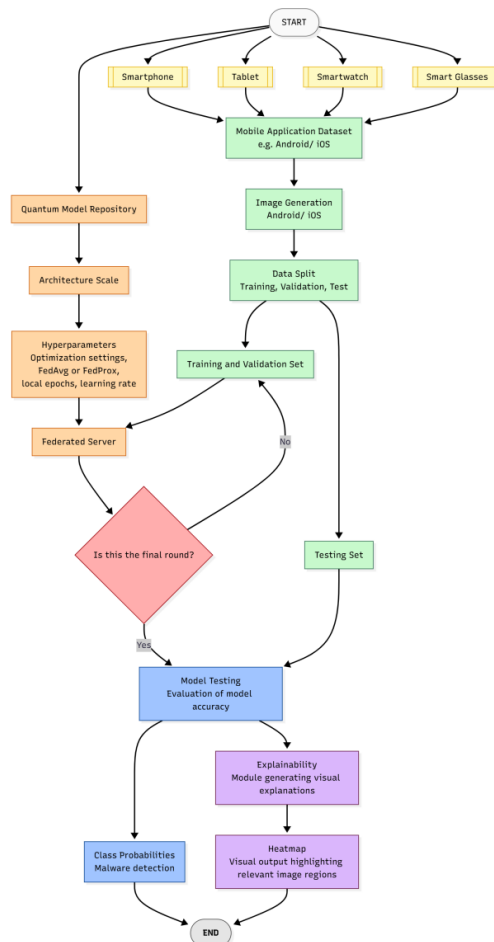 START
Smartphone
Tablet
Smartwatch
Smart Glasses
Mobile Application Dataset
e.g. Android/ iOS
Quantum Model Repository
Image Generation
Android/ iOS
Architecture Scale
Data Split
Training, Validation, Test
Hyperparameters
Optimization settings,
FedAvg or FedProx,
local epochs, learning rate
Training and Validation Set
Federated Server
No
Is this the final round?
Testing Set
Yes
Model Testing
Evaluation of model
accuracy
Explainability
Module generating visual
explanations
Class Probabilities
Malware detection
Heatmap
Visual output highlighting
relevant image regions
END